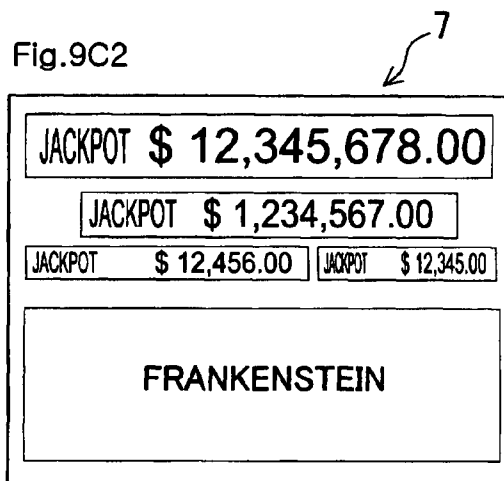 Fig.9C2
7
JACKPOT $ 12,345,678.00
JACKPOT $ 1,234,567.00
JACKPOT $ 12,456.00 JACKPOT $ 12,345.00
FRANKENSTEIN